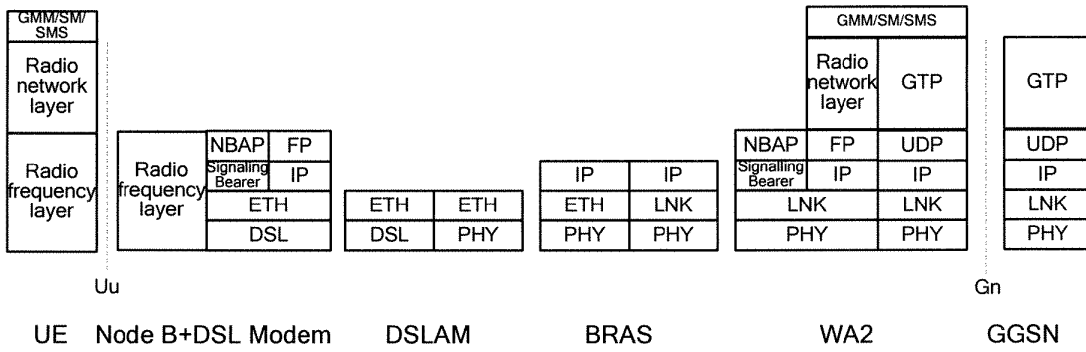 GMM/SM/
SMS
Radio
network
layer
Radio
frequency
layer
Radio
frequency
layer
NBAP FP
Signaling
Bearer
IP
ETH
DSL
ETH ETH
DSL PHY
IP IP
ETH LNK
PHY PHY
GMM/SM/SMS
Radio
network
layer
GTP
NBAP FP UDP
Signalling
Bearer
IP IP
LNK LNK
PHY PHY
GTP
UDP
IP
LNK
PHY
Uu Gn
UE Node B+DSL Modem DSLAM BRAS WA2 GGSN